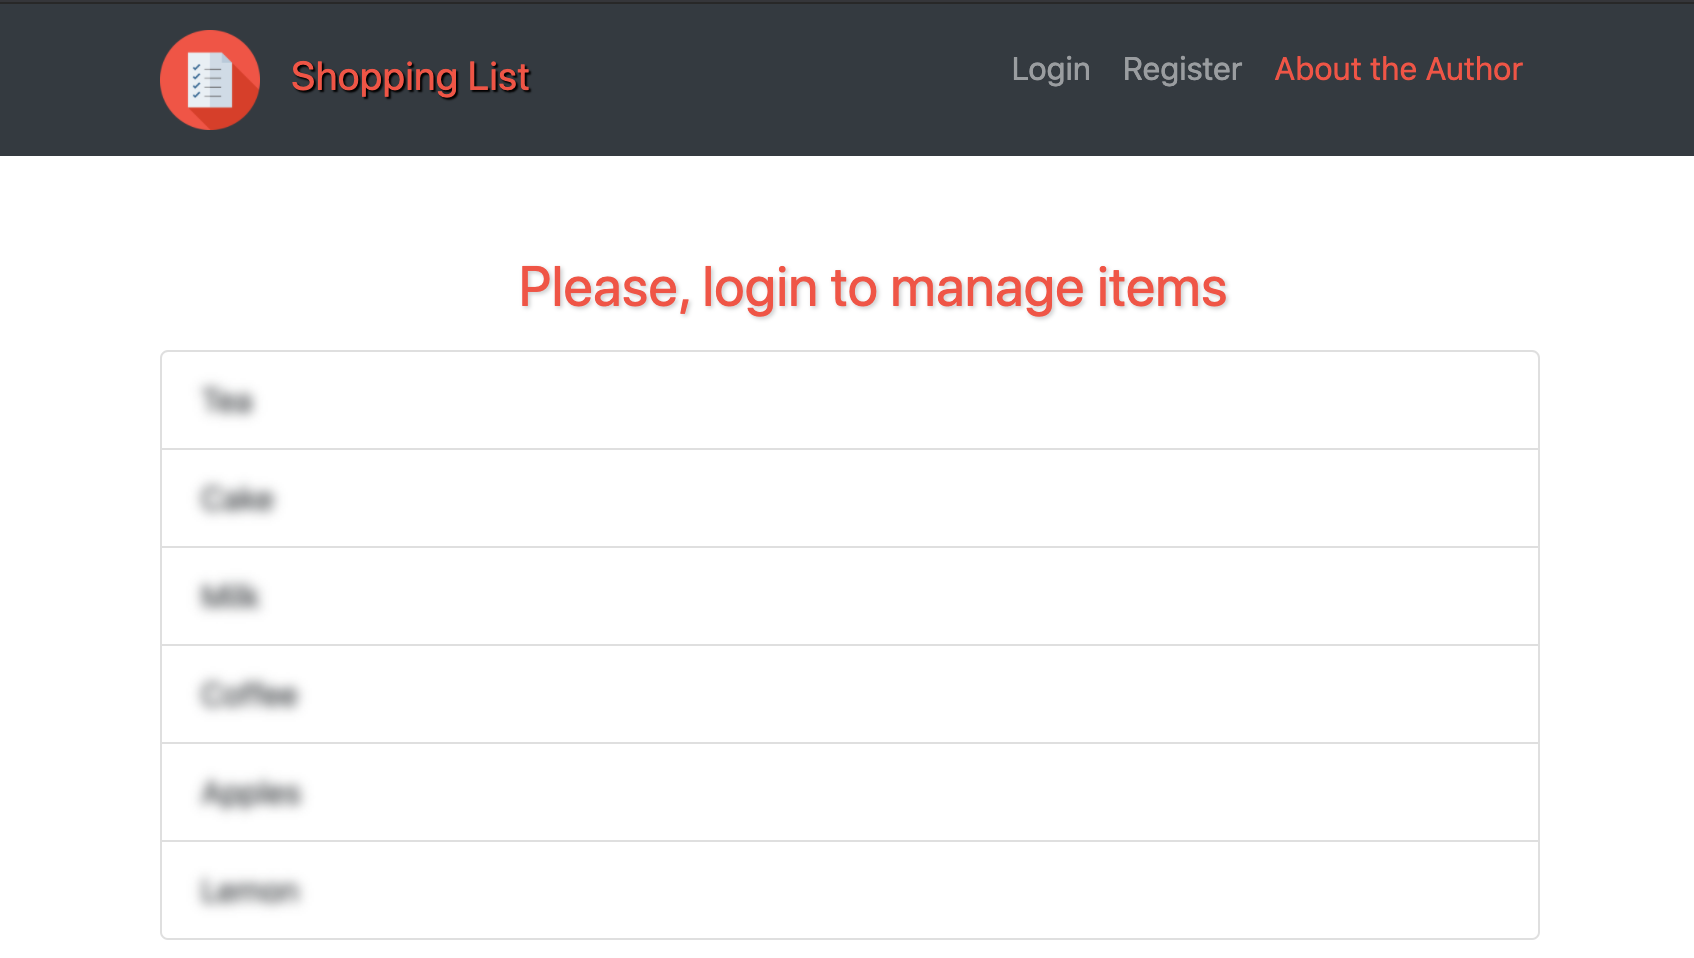 Shopping List
Login Register About the Author
Please, login to manage items
Tea
Cake
Milk
Coffee
Apples
Lemon